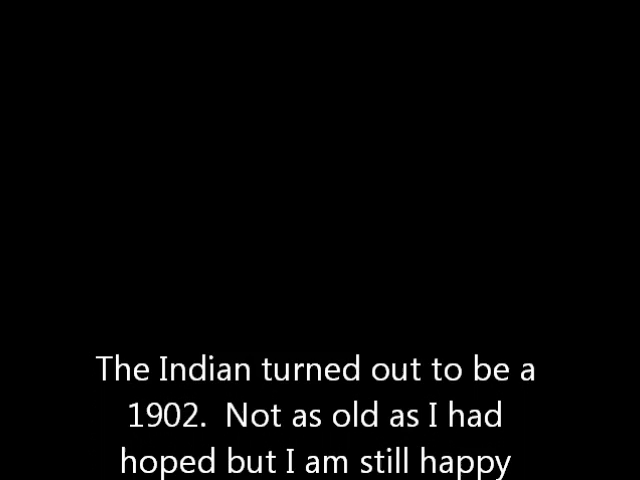 The Indian turned out to be a
1902.  Not as old as I had
hoped but I am still happy